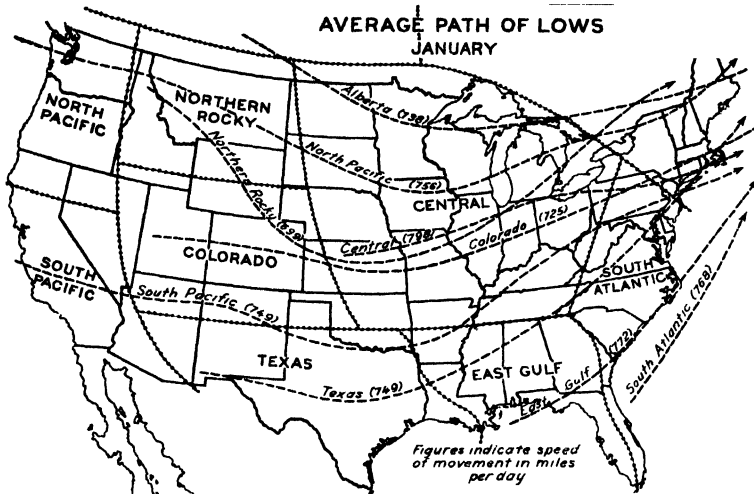 AVERAGE PATH OF LOWS
JANUARY
NORTH
PACIFIC
NORTHERN
ROCKY
Alberta (738)
North Pacific (756)
Northern Rocky (699)
CENTRAL
Central (798)
Colorado (725)
COLORADO
SOUTH
PACIFIC
South Pacific (749)
SOUTH
ATLANTIC
TEXAS
Texas (749)
EAST GULF
East Gulf (772)
South Atlantic (768)
Figures indicate speed
of movement in miles
per day